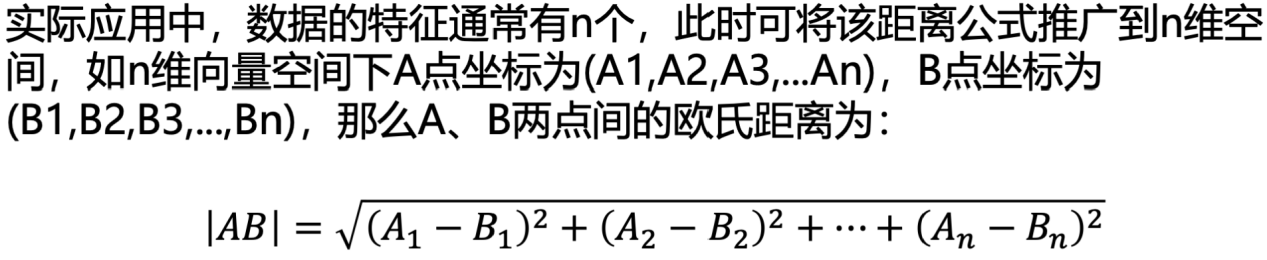 实际应用中，数据的特征通常有n个，此时可将该距离公式推广到n维空
间，如n维向量空间下A点坐标为(A1,A2,A3,...An)，B点坐标为
(B1,B2,B3,...,Bn)，那么A、B两点间的欧氏距离为：
|AB| = √(A₁ − B₁)² + (A₂ − B₂)² + ⋯ + (Aₙ − Bₙ)²